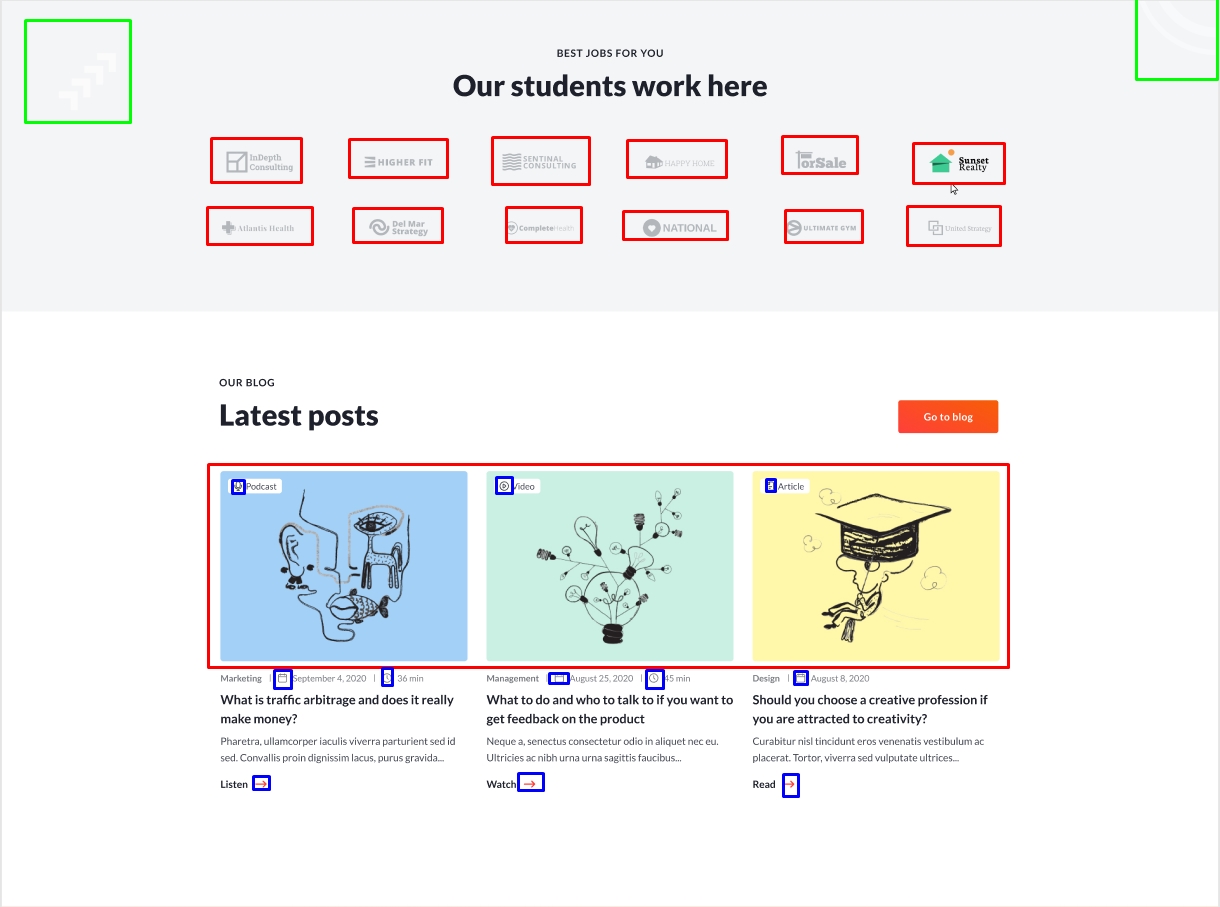 BEST JOBS FOR YOU
Our students work here
InDepth Consulting
HIGHER FIT
SENTINAL CONSULTING
HAPPY HOME
forSale
Sunset Realty
Atlantis Health
Del Mar Strategy
CompleteHealth
NATIONAL
ULTIMATE GYM
United Strategy
OUR BLOG
Latest posts
Go to blog
Podcast
Video
Article
Marketing | September 4, 2020 | 36 min
What is traffic arbitrage and does it really
make money?
Pharetra, ullamcorper iaculis viverra parturient sed id
sed. Convallis proin dignissim lacus, purus gravida...
Listen →
Management | August 25, 2020 | 45 min
What to do and who to talk to if you want to
get feedback on the product
Neque a, senectus consectetur odio in aliquet nec eu.
Ultricies ac nibh urna urna sagittis faucibus...
Watch →
Design | August 8, 2020
Should you choose a creative profession if
you are attracted to creativity?
Curabitur nisl tincidunt eros venenatis vestibulum ac
placerat. Tortor, viverra sed vulputate ultrices...
Read →